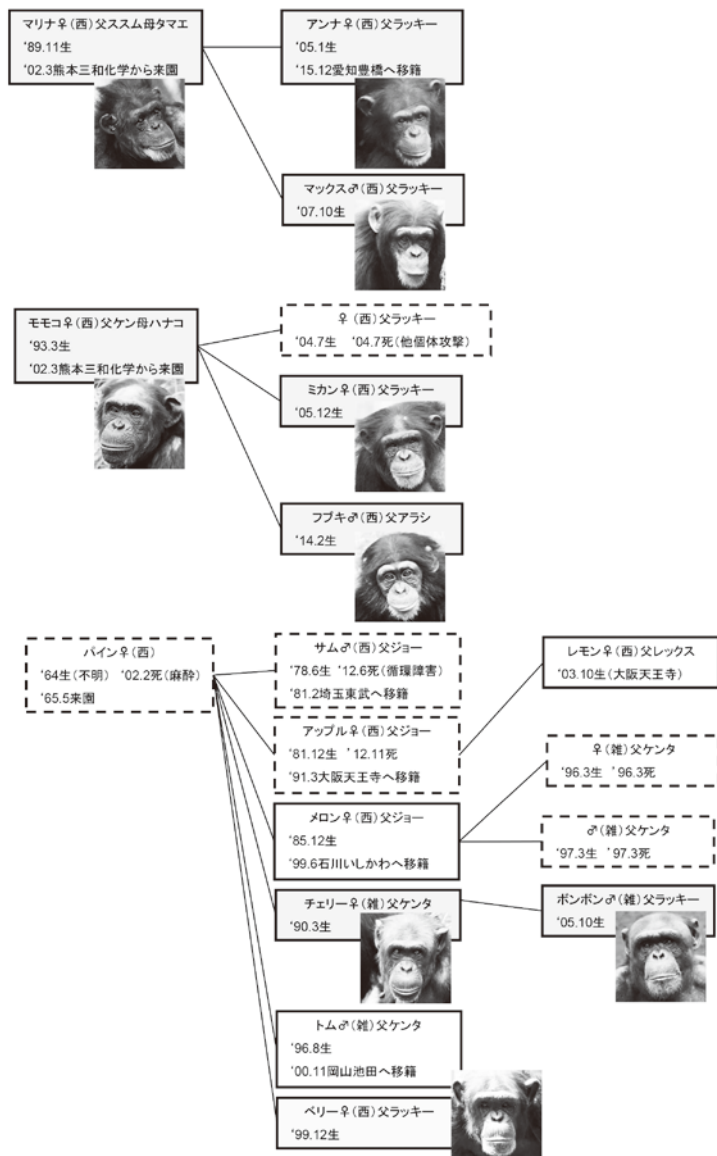 マリナ♀(西)父ススム母タマエ
‘89.11生
‘02.3熊本三和化学から来園
アンナ♀(西)父ラッキー
‘05.1生
‘15.12愛知豊橋へ移籍
マックス♂(西)父ラッキー
‘07.10生
モモコ♀(西)父ケン母ハナコ
‘93.3生
‘02.3熊本三和化学から来園
♀ (西)父ラッキー
‘04.7生 ‘04.7死(他個体攻撃)
ミカン♀(西)父ラッキー
‘05.12生
フブキ♂(西)父アラシ
‘14.2生
パイン♀(西)
‘64生(不明) ‘02.2死(麻酔)
‘65.5来園
サム♂(西)父ジョー
‘78.6生 ‘12.6死(循環障害)
‘81.2埼玉東武へ移籍
アップル♀(西)父ジョー
‘81.12生 ’12.11死
‘91.3大阪天王寺へ移籍
レモン♀(西)父レックス
‘03.10生(大阪天王寺)
メロン♀(西)父ジョー
‘85.12生
‘99.6石川いしかわへ移籍
♀(雑)父ケンタ
‘96.3生 ’96.3死
♂(雑)父ケンタ
‘97.3生 ’97.3死
チェリー♀(雑)父ケンタ
‘90.3生
ボンボン♂(雑)父ラッキー
‘05.10生
トム♂(雑)父ケンタ
‘96.8生
‘00.11岡山池田へ移籍
ベリー♀(西)父ラッキー
‘99.12生